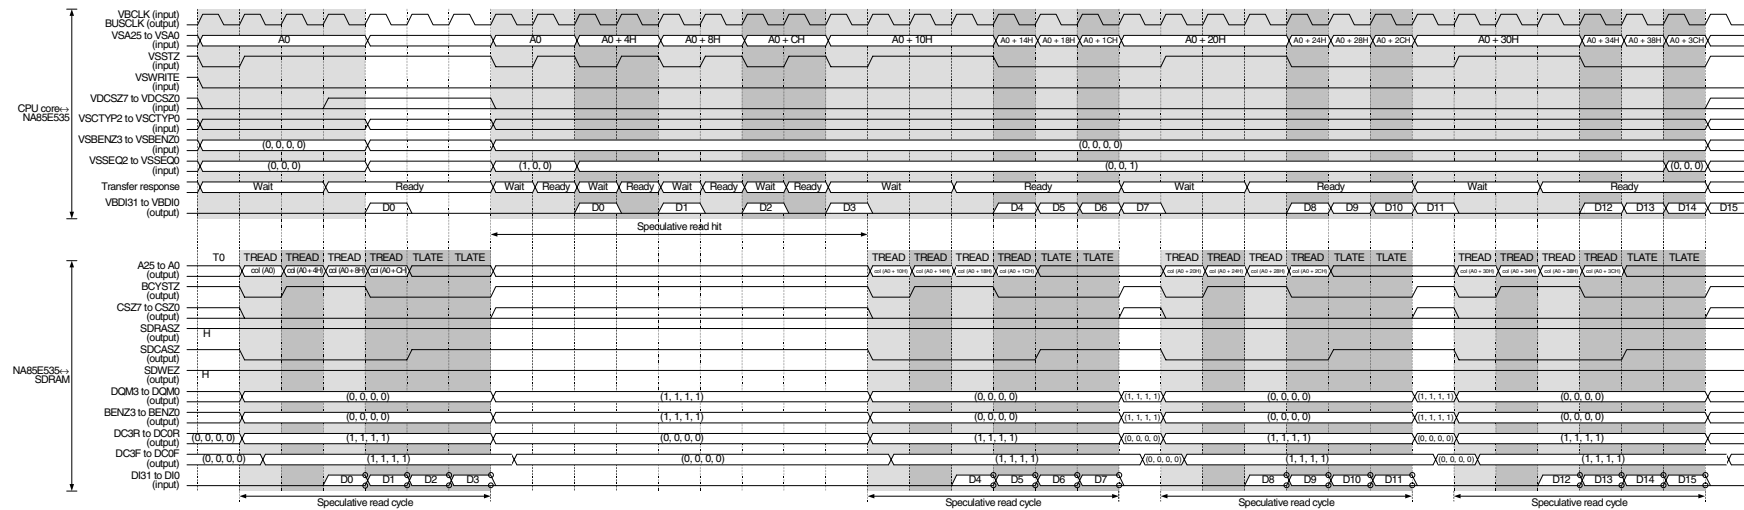 VBCLK (input)
BUSCLK (output)
VSA25 to VSA0
(input)
A0 A0 A0 + 4H A0 + 8H A0 + CH A0 + 10H A0 + 14H A0 + 18H A0 + 1CH A0 + 20H A0 + 24H A0 + 28H A0 + 2CH A0 + 30H A0 + 34H A0 + 38H A0 + 3CH
VSSTZ
(input)
VSWRITE
(input)
VDCSZ7 to VDCSZ0
(input)
CPU core↔
NA85E535
VSCTYP2 to VSCTYP0
(input)
VSBENZ3 to VSBENZ0
(input)
(0, 0, 0, 0) (0, 0, 0, 0)
VSSEQ2 to VSSEQ0
(input)
(0, 0, 0) (1, 0, 0) (0, 0, 1) (0, 0, 0)
Transfer response
Wait Ready Wait Ready Wait Ready Wait Ready Wait Ready Wait Ready Wait Ready Wait Ready
VBDI31 to VBDI0
(output)
D0 D0 D1 D2 D3 D4 D5 D6 D7 D8 D9 D10 D11 D12 D13 D14 D15
Speculative read hit
T0 TREAD TREAD TREAD TREAD TLATE TLATE TREAD TREAD TREAD TREAD TLATE TLATE TREAD TREAD TREAD TREAD TLATE TLATE TREAD TREAD TREAD TREAD TLATE TLATE
A25 to A0
(output)
col (A0) col (A0+4H) col (A0+8H) col (A0+CH) col (A0 + 10H) col (A0 + 14H) col (A0 + 18H) col (A0 + 1CH) col (A0 + 20H) col (A0 + 24H) col (A0 + 28H) col (A0 + 2CH) col (A0 + 30H) col (A0 + 34H) col (A0 + 38H) col (A0 + 3CH)
BCYSTZ
(output)
CSZ7 to CSZ0
(output)
SDRASZ
(output)
H
SDCASZ
(output)
NA85E535↔
SDRAM
SDWEZ
(output)
H
DQM3 to DQM0
(output)
(0, 0, 0, 0) (1, 1, 1, 1) (0, 0, 0, 0) (1, 1, 1, 1) (0, 0, 0, 0) (1, 1, 1, 1) (0, 0, 0, 0)
BENZ3 to BENZ0
(output)
(0, 0, 0, 0) (1, 1, 1, 1) (0, 0, 0, 0) (1, 1, 1, 1) (0, 0, 0, 0) (1, 1, 1, 1) (0, 0, 0, 0)
DC3R to DC0R
(output)
(0, 0, 0, 0) (1, 1, 1, 1) (0, 0, 0, 0) (1, 1, 1, 1) (0, 0, 0, 0) (1, 1, 1, 1) (0, 0, 0, 0) (1, 1, 1, 1)
DC3F to DC0F
(output)
(0, 0, 0, 0) (1, 1, 1, 1) (0, 0, 0, 0) (1, 1, 1, 1) (0, 0, 0, 0) (1, 1, 1, 1) (0, 0, 0, 0) (1, 1, 1, 1)
DI31 to DI0
(input)
D0 D1 D2 D3 D4 D5 D6 D7 D8 D9 D10 D11 D12 D13 D14 D15
Speculative read cycle Speculative read cycle Speculative read cycle Speculative read cycle